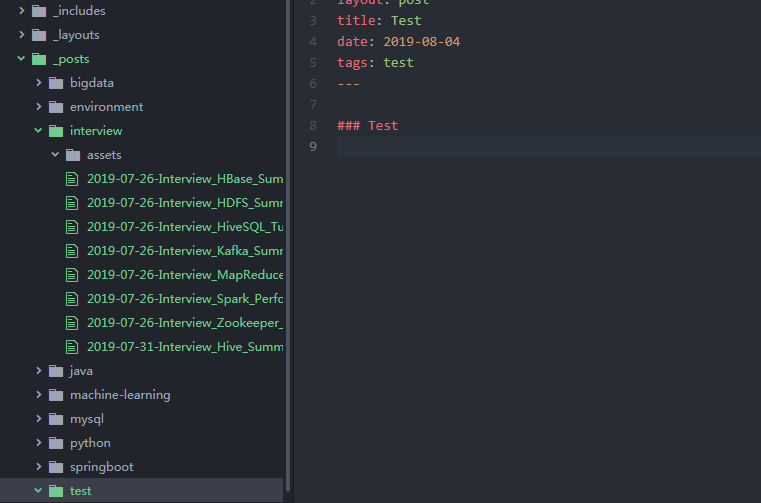 _includes
_layouts
_posts
bigdata
environment
interview
assets
2019-07-26-Interview_HBase_Sum
2019-07-26-Interview_HDFS_Sumr
2019-07-26-Interview_HiveSQL_Tu
2019-07-26-Interview_Kafka_Sumr
2019-07-26-Interview_MapReduce
2019-07-26-Interview_Spark_Perfo
2019-07-26-Interview_Zookeeper_
2019-07-31-Interview_Hive_Summ
java
machine-learning
mysql
python
springboot
test
2 layout: post
3 title: Test
4 date: 2019-08-04
5 tags: test
6 ---
7
8 ### Test
9